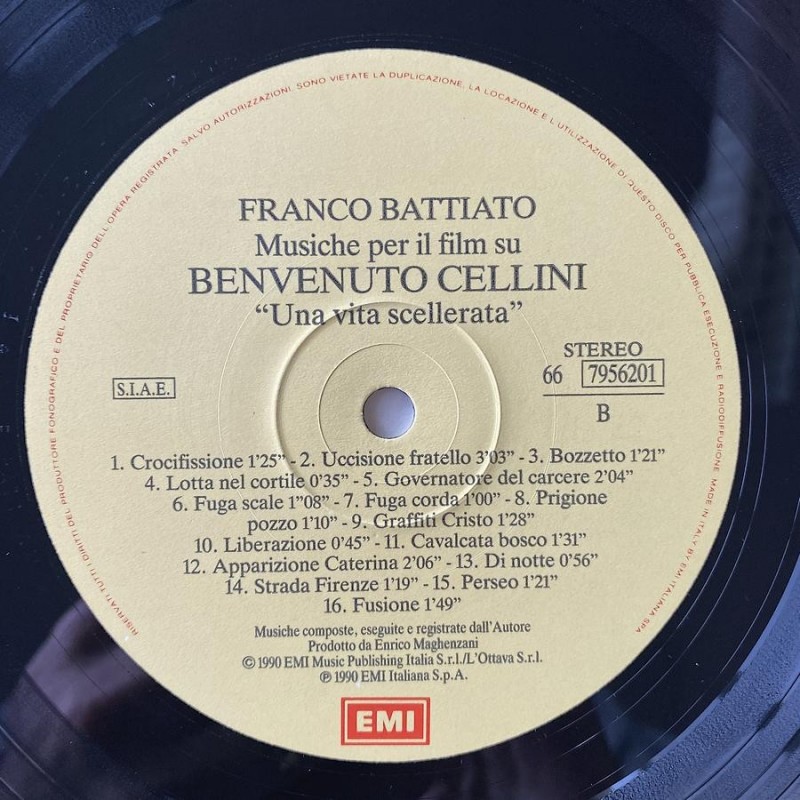 RISERVATI TUTTI I DIRITTI DEL PRODUTTORE FONOGRAFICO E DEL PROPRIETARIO DELL'OPERA REGISTRATA. SALVO AUTORIZZAZIONI, SONO VIETATE LA DUPLICAZIONE, LA LOCAZIONE E L'UTILIZZAZIONE DI QUESTO DISCO PER PUBBLICA ESECUZIONE E RADIODIFFUSIONE. MADE IN ITALY BY EMI ITALIANA SPA
FRANCO BATTIATO
Musiche per il film su
BENVENUTO CELLINI
“Una vita scellerata”
S.I.A.E.
STEREO
66 7956201
B
1. Crocifissione 1'25” - 2. Uccisione fratello 3'03” - 3. Bozzetto 1'21”
4. Lotta nel cortile 0'35” - 5. Governatore del carcere 2'04”
6. Fuga scale 1”08” - 7. Fuga corda 1'00” - 8. Prigione
pozzo 1'10” - 9. Graffiti Cristo 1'28”
10. Liberazione 0'45” - 11. Cavalcata bosco 1'31”
12. Apparizione Caterina 2'06” - 13. Di notte 0'56”
14. Strada Firenze 1'19” - 15. Perseo 1'21”
16. Fusione 1'49”
Musiche composte, eseguite e registrate dall'Autore
Prodotto da Enrico Maghenzani
© 1990 EMI Music Publishing Italia S.r.l./L'Ottava S.r.l.
℗ 1990 EMI Italiana S.p.A.
EMI